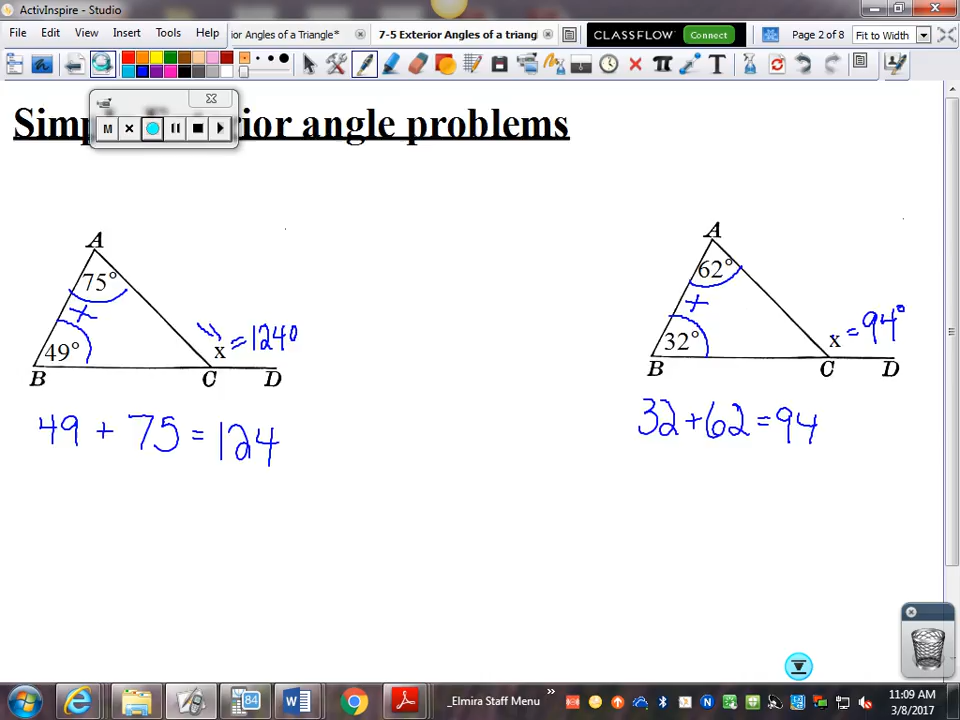 ActivInspire - Studio
File Edit View Insert Tools Help
ior Angles of a Triangle*
7-5 Exterior Angles of a triangl
CLASSFLOW Connect
Page 2 of 8
Fit to Width
M
Simp
rior angle problems
A
75°
+
49°
x = 124°
B C D
49 + 75 = 124
A
62°
+
32°
x = 94°
B C D
32 + 62 = 94
84
W
_Elmira Staff Menu
»
N
11:09 AM
3/8/2017